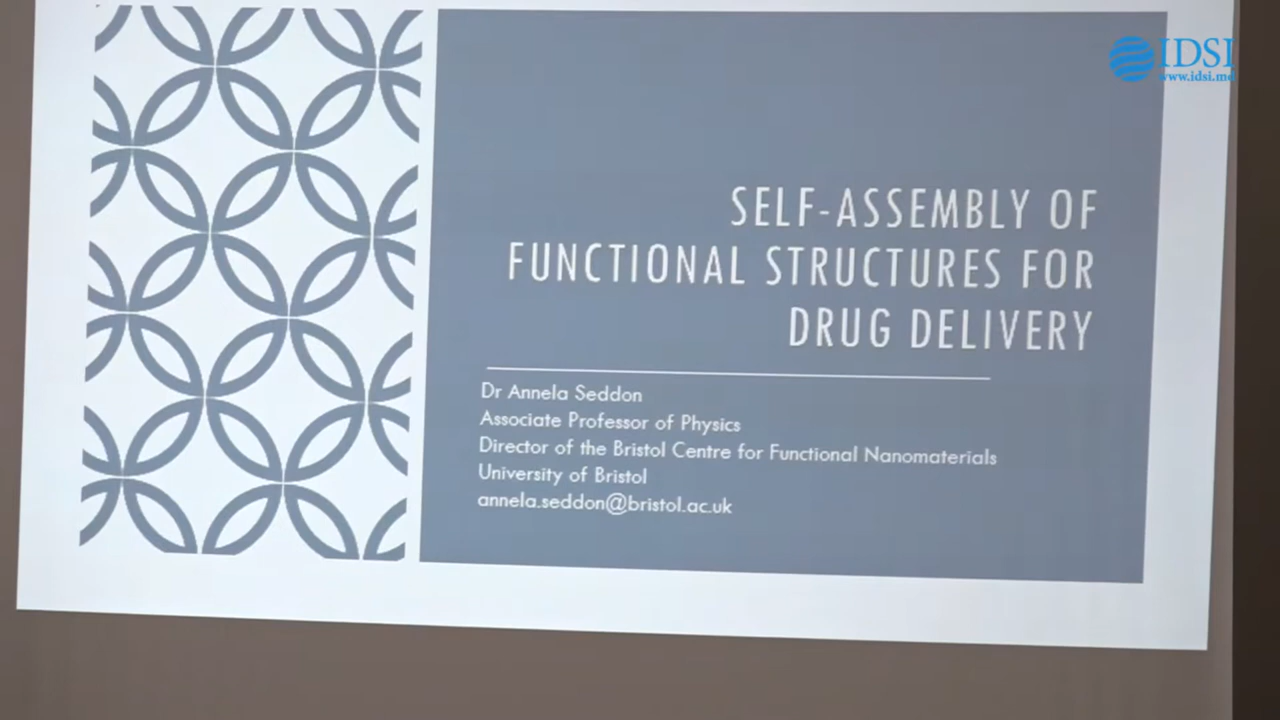 IDSI
www.idsi.md
SELF-ASSEMBLY OF
FUNCTIONAL STRUCTURES FOR
DRUG DELIVERY
Dr Annela Seddon
Associate Professor of Physics
Director of the Bristol Centre for Functional Nanomaterials
University of Bristol
annela.seddon@bristol.ac.uk